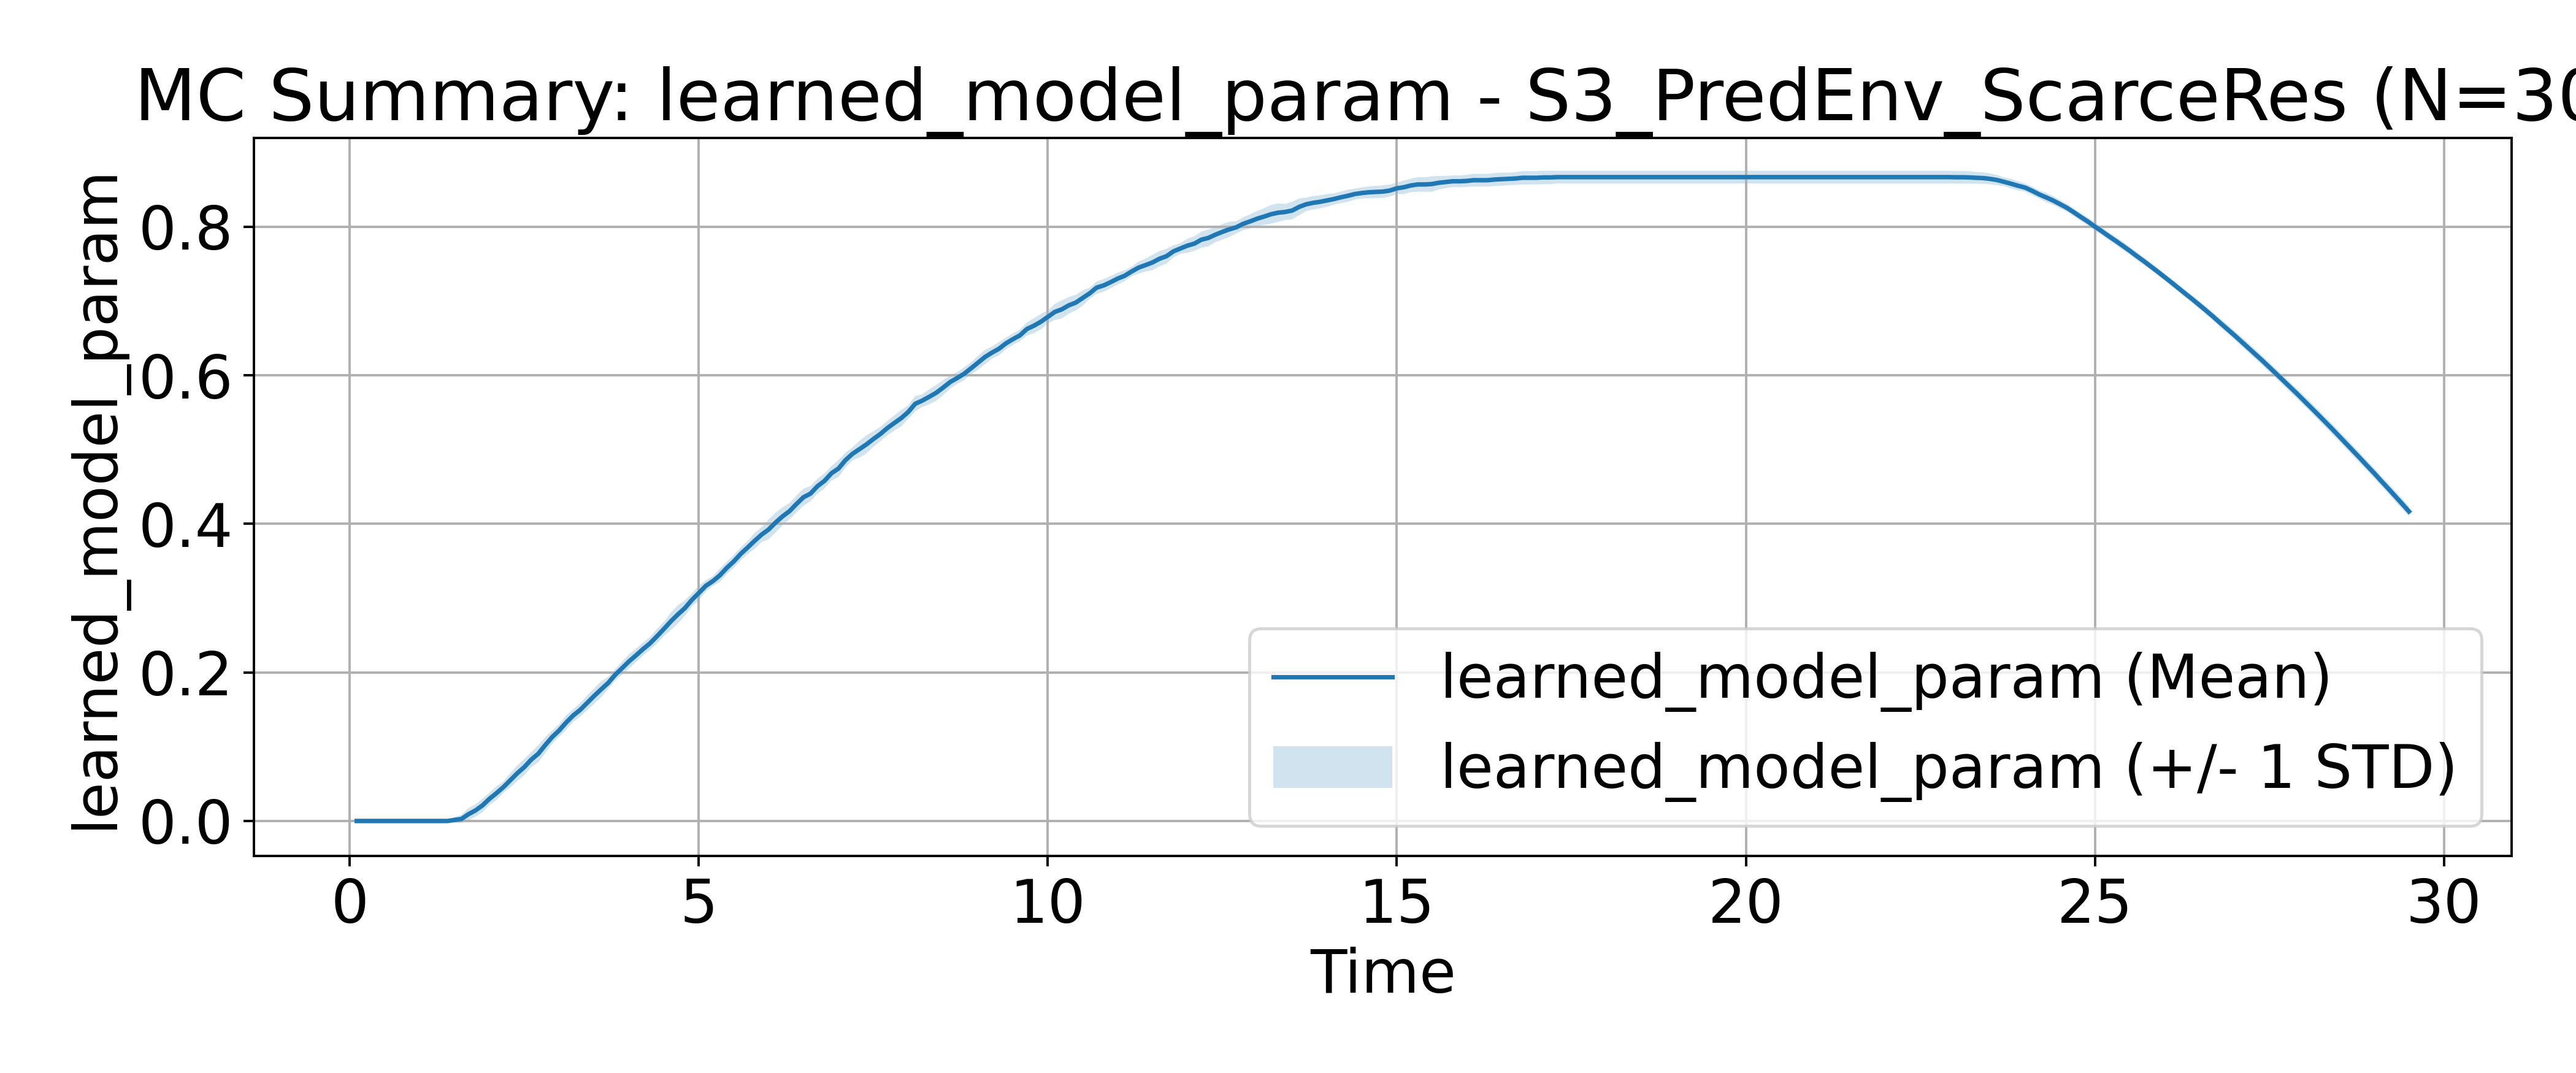 MC Summary: learned_model_param - S3_PredEnv_ScarceRes (N=30
learned_model_param
0.8
0.6
0.4
0.2
0.0
learned_model_param (Mean)
learned_model_param (+/- 1 STD)
0 5 10 15 20 25 30
Time